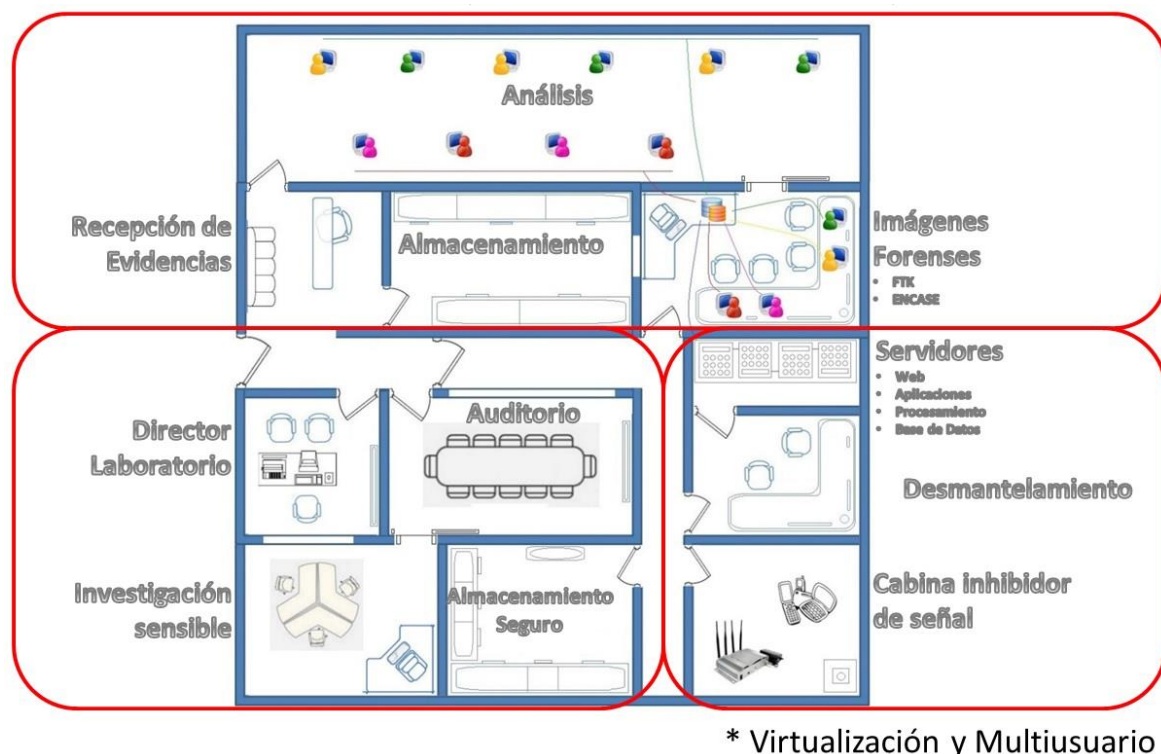 Análisis
Recepción de
Evidencias
Almacenamiento
Imágenes
Forenses
• FTK
• ENCASE
Servidores
• Web
• Aplicaciones
• Procesamiento
• Base de Datos
Director
Laboratorio
Auditorio
Desmantelamiento
Investigación
sensible
Almacenamiento
Seguro
Cabina inhibidor
de señal
* Virtualización y Multiusuario